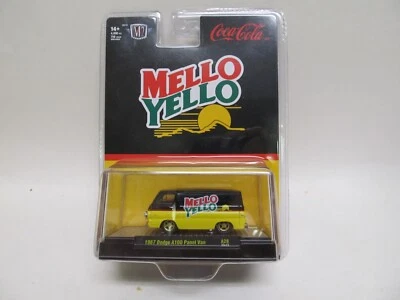 14+
M2
Coca-Cola
MELLO
YELLO
MELLO
YELLO
1967 Dodge A100 Panel Van